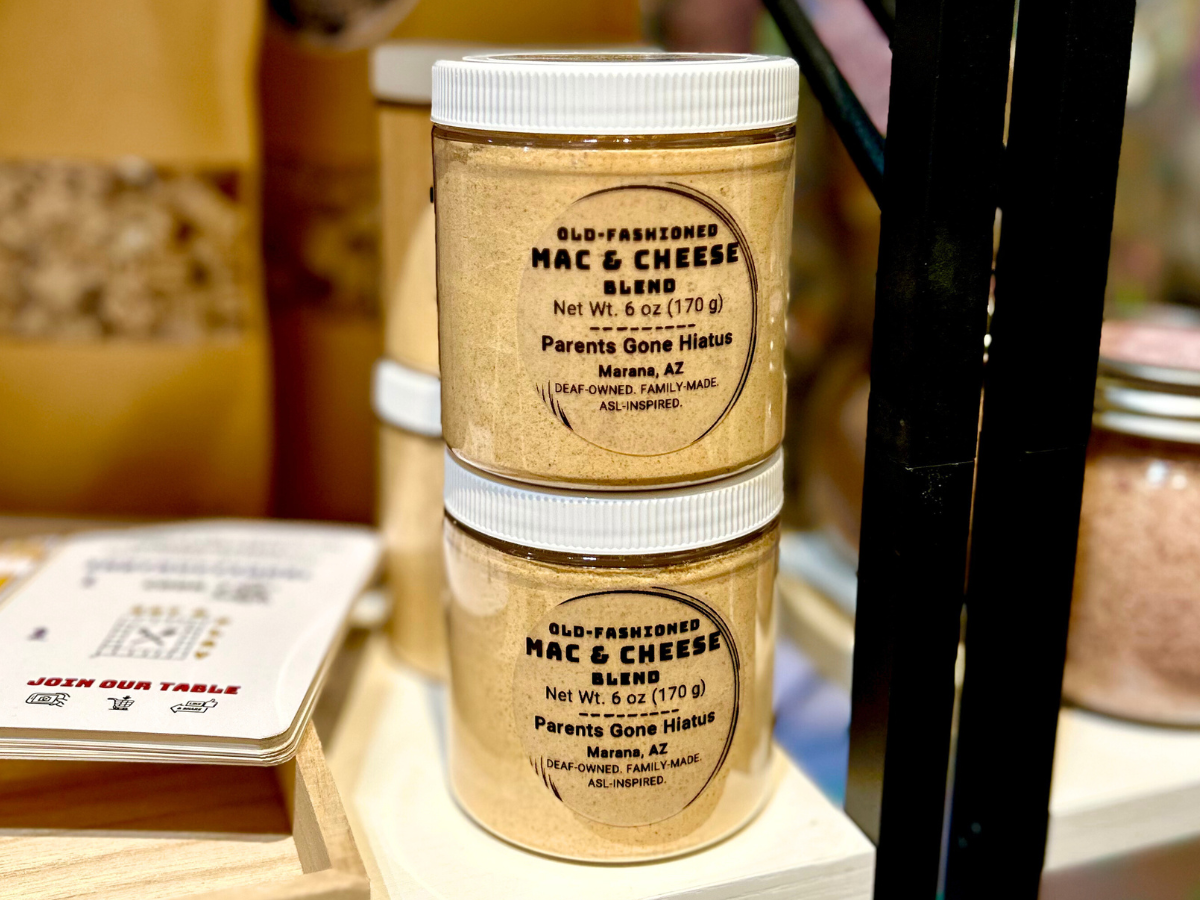 OLD-FASHIONED
MAC & CHEESE
BLEND
Net Wt. 6 oz (170 g)
Parents Gone Hiatus
Marana, AZ
DEAF-OWNED. FAMILY-MADE.
ASL-INSPIRED.
OLD-FASHIONED
MAC & CHEESE
BLEND
Net Wt. 6 oz (170 g)
Parents Gone Hiatus
Marana, AZ
DEAF-OWNED. FAMILY-MADE.
ASL-INSPIRED.
JOIN OUR TABLE